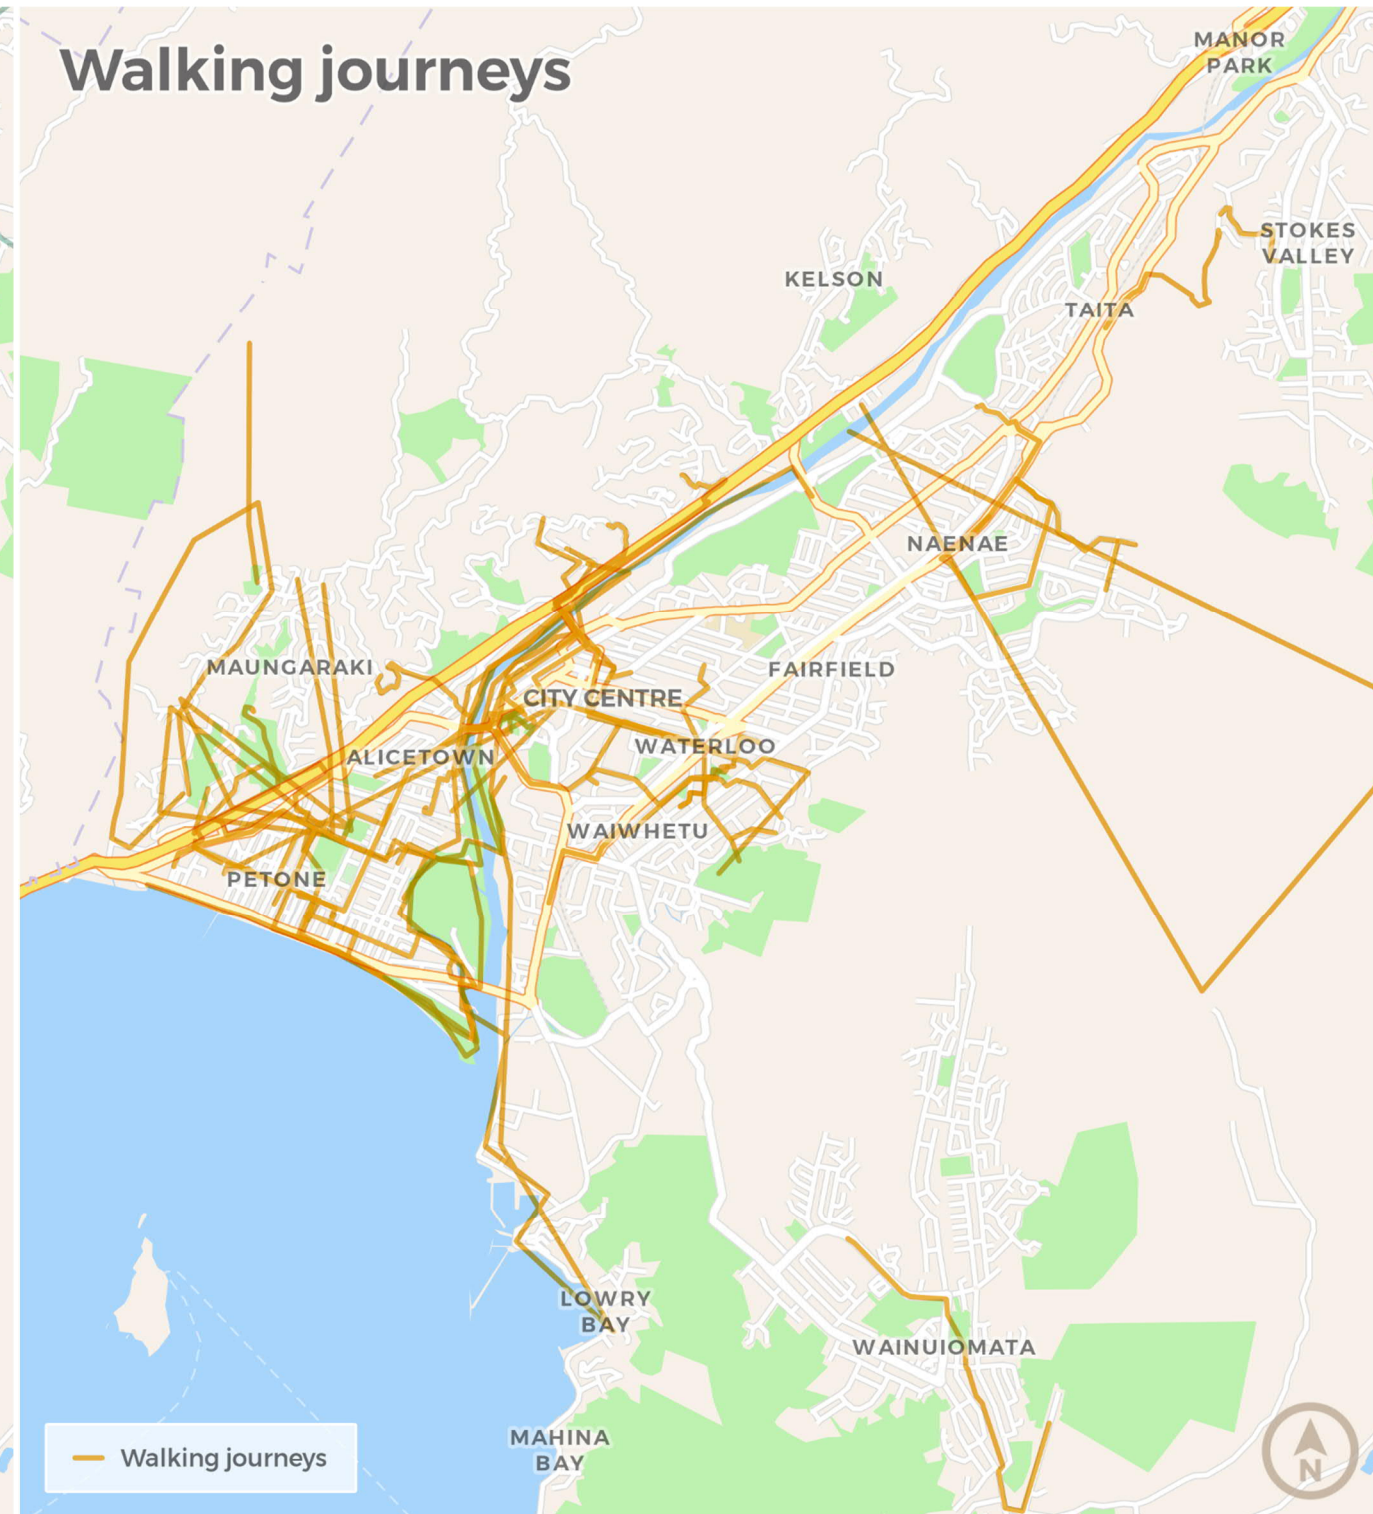 Walking journeys
MANOR
PARK
STOKES
VALLEY
KELSON
TAITA
NAENAE
MAUNGARAKI
FAIRFIELD
CITY CENTRE
WATERLOO
ALICETOWN
WAIWHETU
PETONE
LOWRY
BAY
WAINUIOMATA
MAHINA
BAY
Walking journeys
N